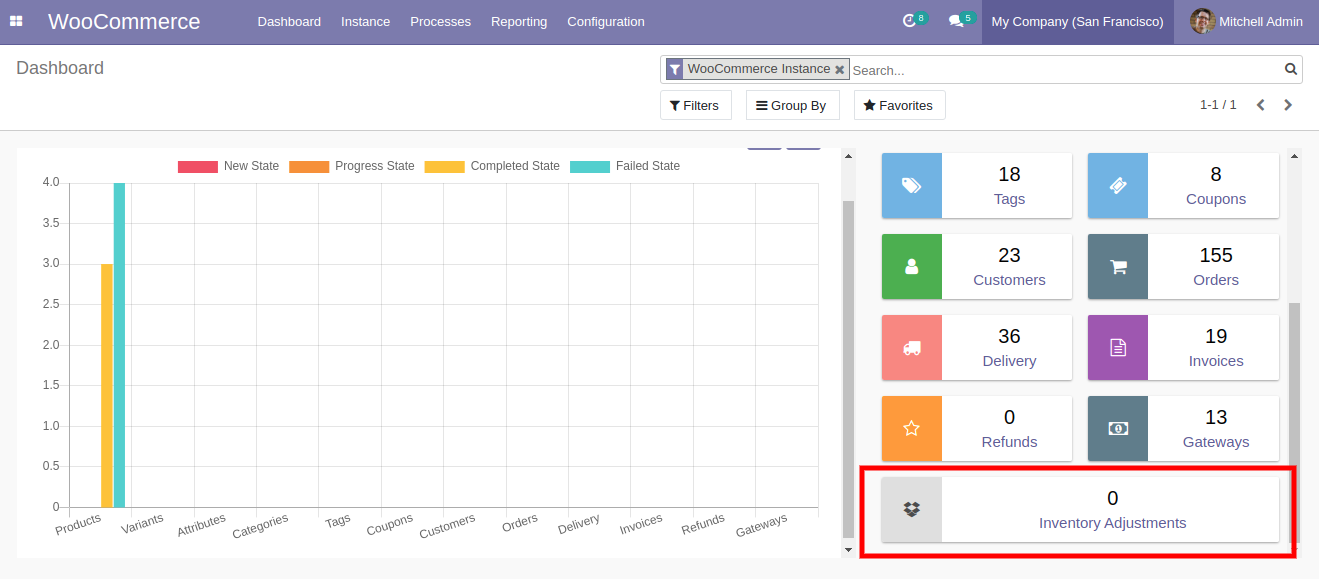 WooCommerce Dashboard Instance Processes Reporting Configuration 8 5 My Company (San Francisco) Mitchell Admin
Dashboard
WooCommerce Instance Search...
Filters Group By Favorites 1-1 / 1
New State Progress State Completed State Failed State
4.0
3.5
3.0
2.5
2.0
1.5
1.0
0.5
0
Products Variants Attributes Categories Tags Coupons Customers Orders Delivery Invoices Refunds Gateways
18
Tags
8
Coupons
23
Customers
155
Orders
36
Delivery
19
Invoices
0
Refunds
13
Gateways
0
Inventory Adjustments